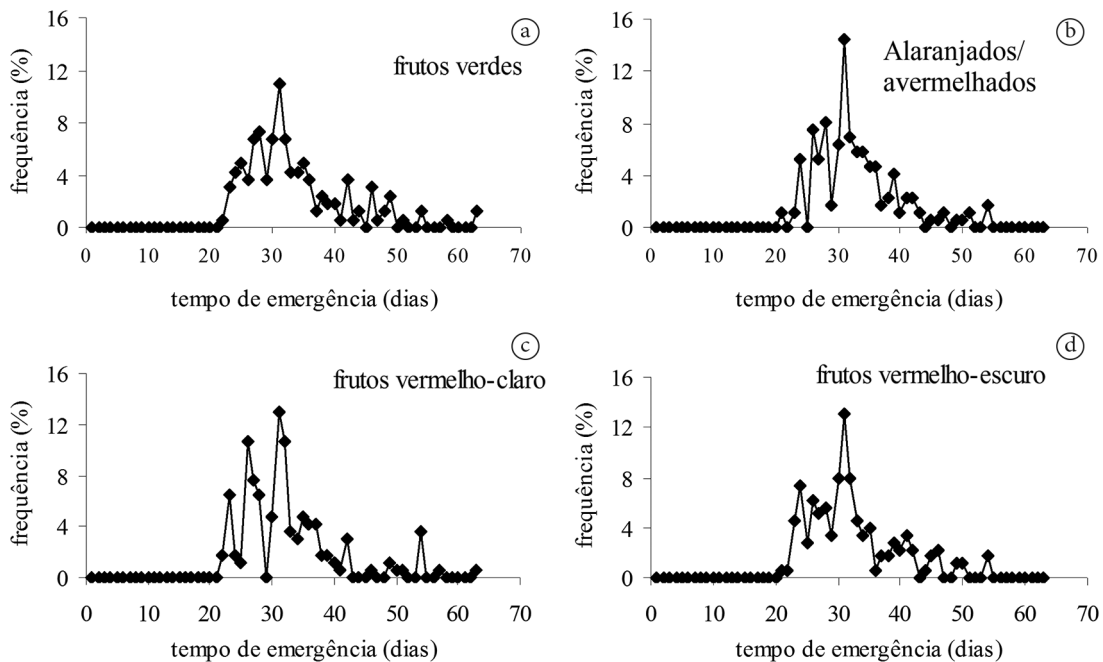 a
frutos verdes
frequência (%)
16
12
8
4
0
0 10 20 30 40 50 60 70
tempo de emergência (dias)
b
Alaranjados/
avermelhados
frequência (%)
16
12
8
4
0
0 10 20 30 40 50 60 70
tempo de emergência (dias)
c
frutos vermelho-claro
frequência (%)
16
12
8
4
0
0 10 20 30 40 50 60 70
tempo de emergência (dias)
d
frutos vermelho-escuro
frequência (%)
16
12
8
4
0
0 10 20 30 40 50 60 70
tempo de emergência (dias)